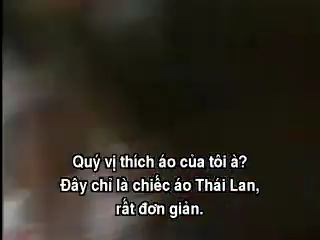 Quý vị thích áo của tôi à?
Đây chỉ là chiếc áo Thái Lan,
rất đơn giản.